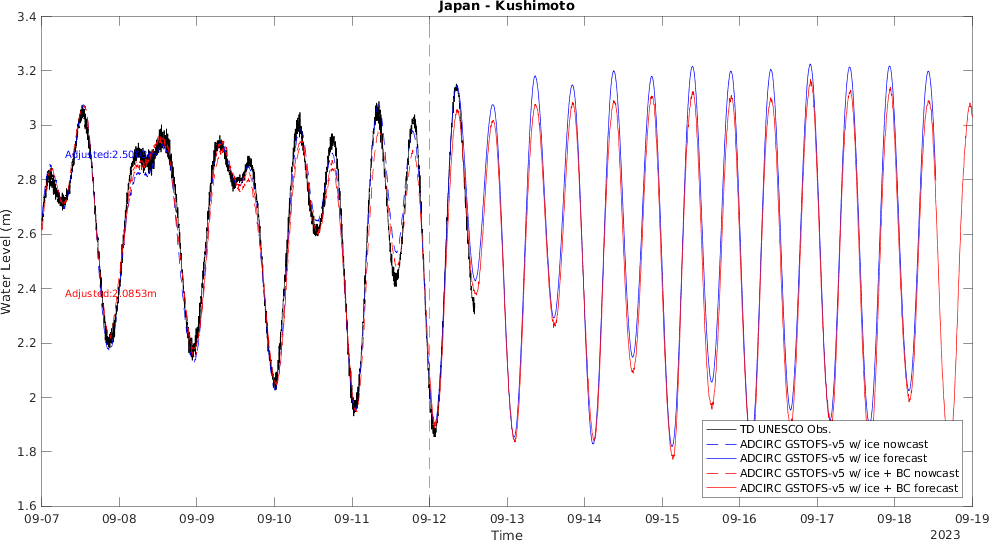 Japan - Kushimoto
3.4
3.2
3
2.8
2.6
2.4
2.2
2
1.8
1.6
Water Level (m)
Adjusted:2.50
Adjusted:2.0853m
TD UNESCO Obs.
ADCIRC GSTOFS-v5 w/ ice nowcast
ADCIRC GSTOFS-v5 w/ ice forecast
ADCIRC GSTOFS-v5 w/ ice + BC nowcast
ADCIRC GSTOFS-v5 w/ ice + BC forecast
09-07 09-08 09-09 09-10 09-11 09-12 09-13 09-14 09-15 09-16 09-17 09-18 09-19
Time
2023